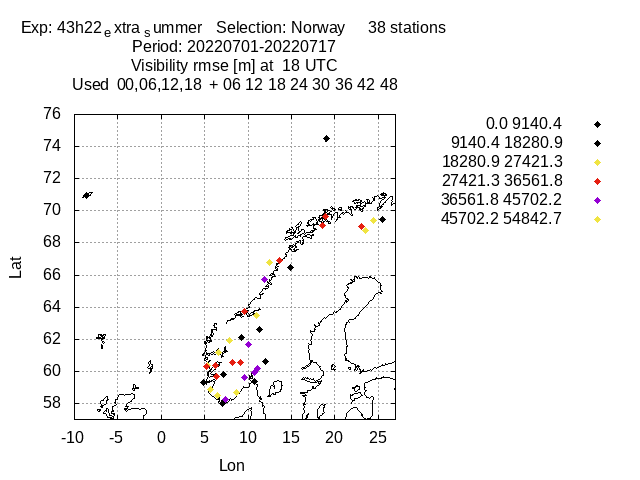 Exp: 43h22extrasummer Selection: Norway 38 stations
Period: 20220701-20220717
Visibility rmse [m] at 18 UTC
Used 00,06,12,18 + 06 12 18 24 30 36 42 48
0.0 9140.4
9140.4 18280.9
18280.9 27421.3
27421.3 36561.8
36561.8 45702.2
45702.2 54842.7
76
74
72
70
68
66
64
62
60
58
Lat
-10 -5 0 5 10 15 20 25
Lon